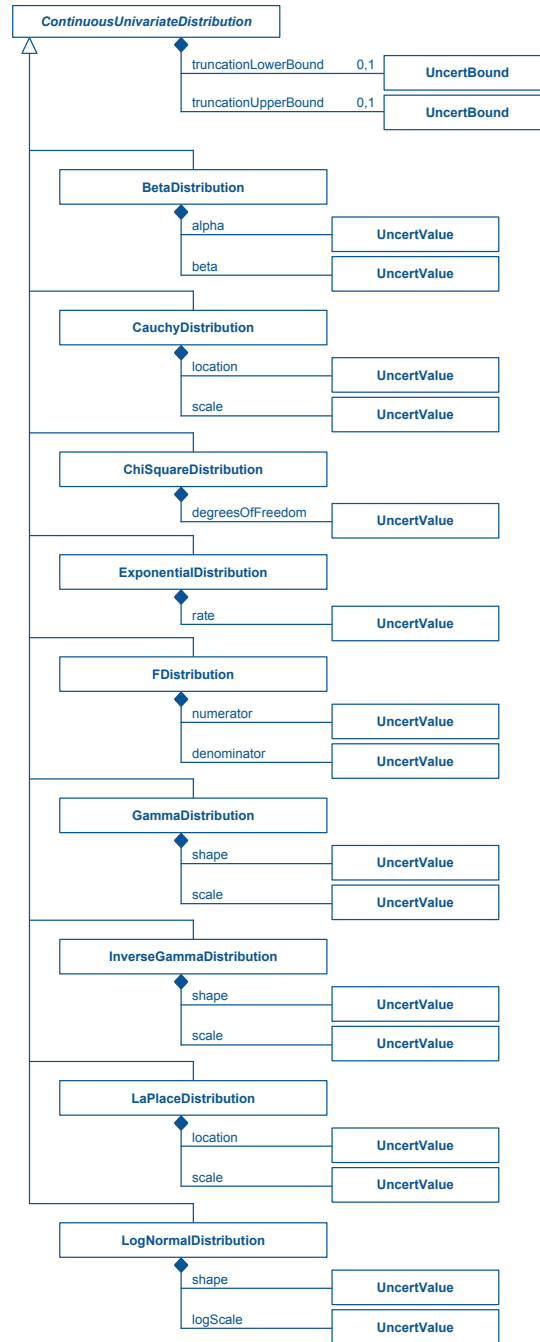 ContinuousUnivariateDistribution
truncationLowerBound 0,1 UncertBound
truncationUpperBound 0,1 UncertBound
BetaDistribution
alpha UncertValue
beta UncertValue
CauchyDistribution
location UncertValue
scale UncertValue
ChiSquareDistribution
degreesOfFreedom UncertValue
ExponentialDistribution
rate UncertValue
FDistribution
numerator UncertValue
denominator UncertValue
GammaDistribution
shape UncertValue
scale UncertValue
InverseGammaDistribution
shape UncertValue
scale UncertValue
LaPlaceDistribution
location UncertValue
scale UncertValue
LogNormalDistribution
shape UncertValue
logScale UncertValue